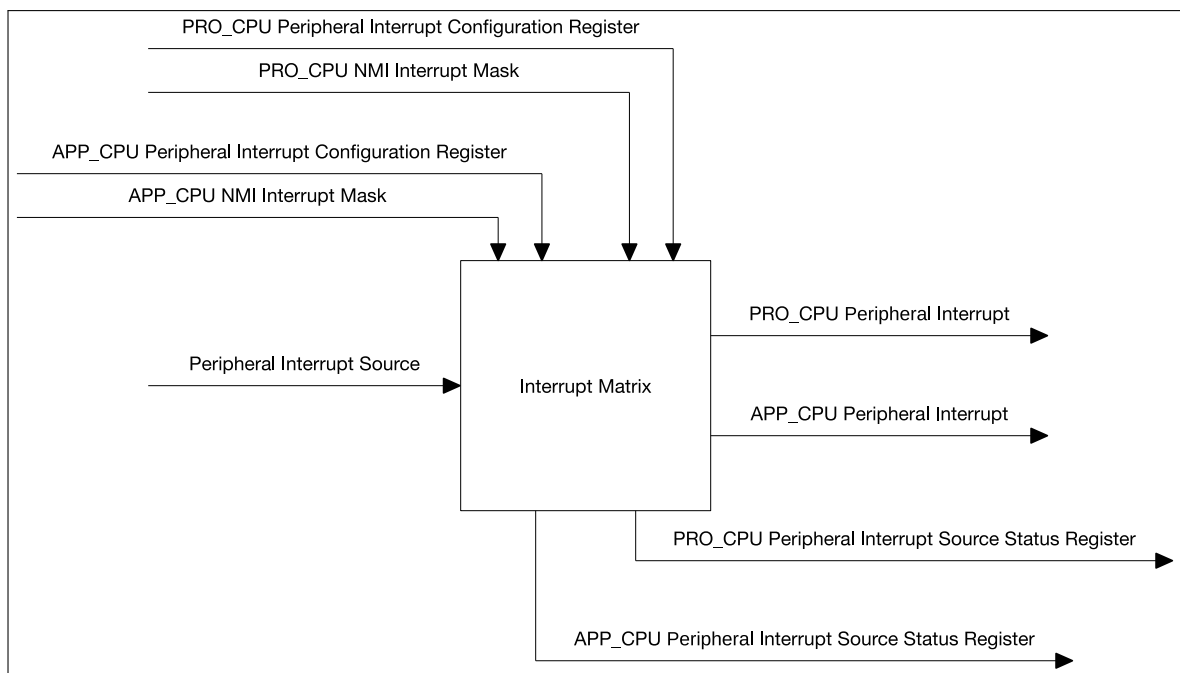 PRO_CPU Peripheral Interrupt Configuration Register
PRO_CPU NMI Interrupt Mask
APP_CPU Peripheral Interrupt Configuration Register
APP_CPU NMI Interrupt Mask
PRO_CPU Peripheral Interrupt
Peripheral Interrupt Source
Interrupt Matrix
APP_CPU Peripheral Interrupt
PRO_CPU Peripheral Interrupt Source Status Register
APP_CPU Peripheral Interrupt Source Status Register